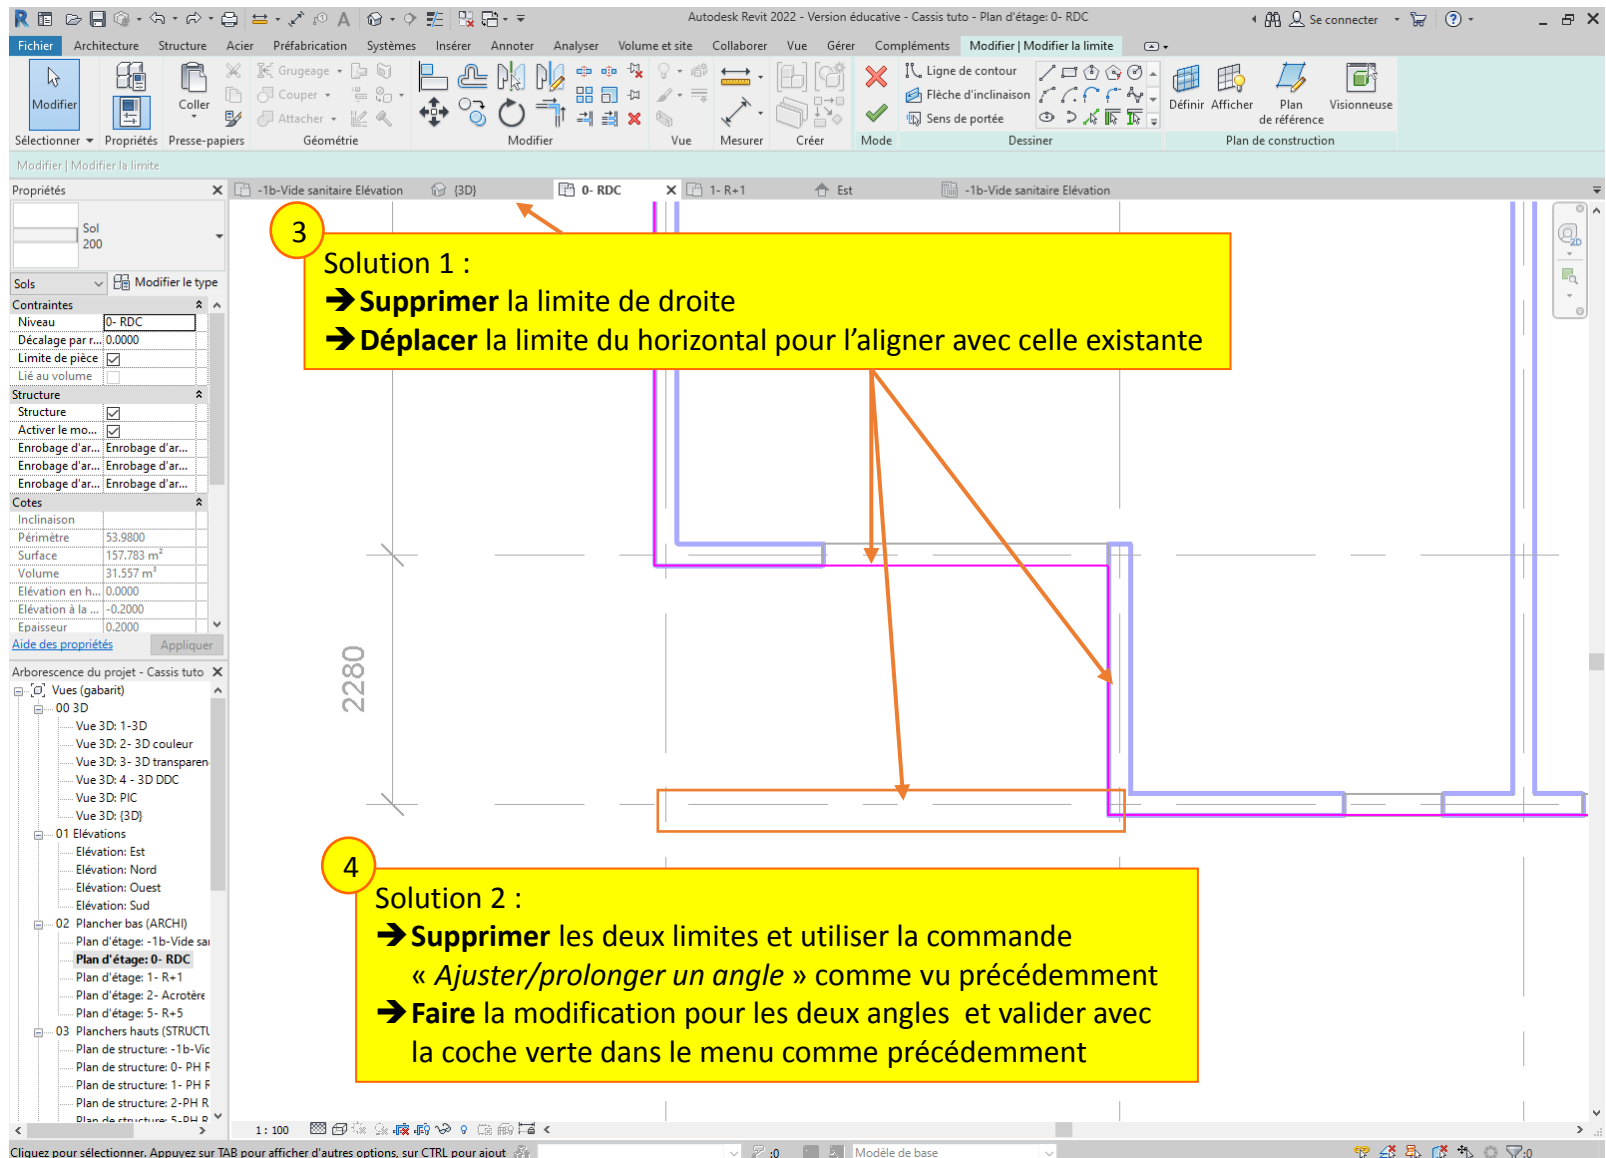 Autodesk Revit 2022 - Version éducative - Cassis tuto - Plan d'étage: 0- RDC
Se connecter
Fichier Architecture Structure Acier Préfabrication Systèmes Insérer Annoter Analyser Volume et site Collaborer Vue Gérer Compléments Modifier | Modifier la limite
Modifier
Coller
Grugeage
Couper
Attacher
Ligne de contour
Flèche d'inclinaison
Sens de portée
Définir Afficher Plan de référence Visionneuse
Sélectionner Propriétés Presse-papiers Géométrie Modifier Vue Mesurer Créer Mode Dessiner Plan de construction
Modifier | Modifier la limite
Propriétés
-1b-Vide sanitaire Elévation {3D} 0- RDC 1- R+1 Est -1b-Vide sanitaire Elévation
Sol
200
Sols Modifier le type
Contraintes
Niveau 0- RDC
Décalage par r... 0.0000
Limite de pièce
Lié au volume
Structure
Structure
Activer le mo...
Enrobage d'ar... Enrobage d'ar...
Enrobage d'ar... Enrobage d'ar...
Enrobage d'ar... Enrobage d'ar...
Cotes
Inclinaison
Périmètre 53.9800
Surface 157.783 m²
Volume 31.557 m³
Elévation en h... 0.0000
Elévation à la ... -0.2000
Epaisseur 0.2000
Aide des propriétés Appliquer
Arborescence du projet - Cassis tuto
Vues (gabarit)
00 3D
Vue 3D: 1-3D
Vue 3D: 2- 3D couleur
Vue 3D: 3- 3D transparen
Vue 3D: 4 - 3D DDC
Vue 3D: PIC
Vue 3D: {3D}
01 Elévations
Elévation: Est
Elévation: Nord
Elévation: Ouest
Elévation: Sud
02 Plancher bas (ARCHI)
Plan d'étage: -1b-Vide sai
Plan d'étage: 0- RDC
Plan d'étage: 1- R+1
Plan d'étage: 2- Acrotère
Plan d'étage: 5- R+5
03 Planchers hauts (STRUCTU
Plan de structure: -1b-Vic
Plan de structure: 0- PH F
Plan de structure: 1- PH F
Plan de structure: 2-PH R
Plan de structure: 5-PH R
3
Solution 1 :
➔Supprimer la limite de droite
➔Déplacer la limite du horizontal pour l'aligner avec celle existante
2280
4
Solution 2 :
➔Supprimer les deux limites et utiliser la commande
« Ajuster/prolonger un angle » comme vu précédemment
➔Faire la modification pour les deux angles et valider avec
la coche verte dans le menu comme précédemment
1 : 100
Cliquez pour sélectionner. Appuyez sur TAB pour afficher d'autres options, sur CTRL pour ajout
:0 Modèle de base :0